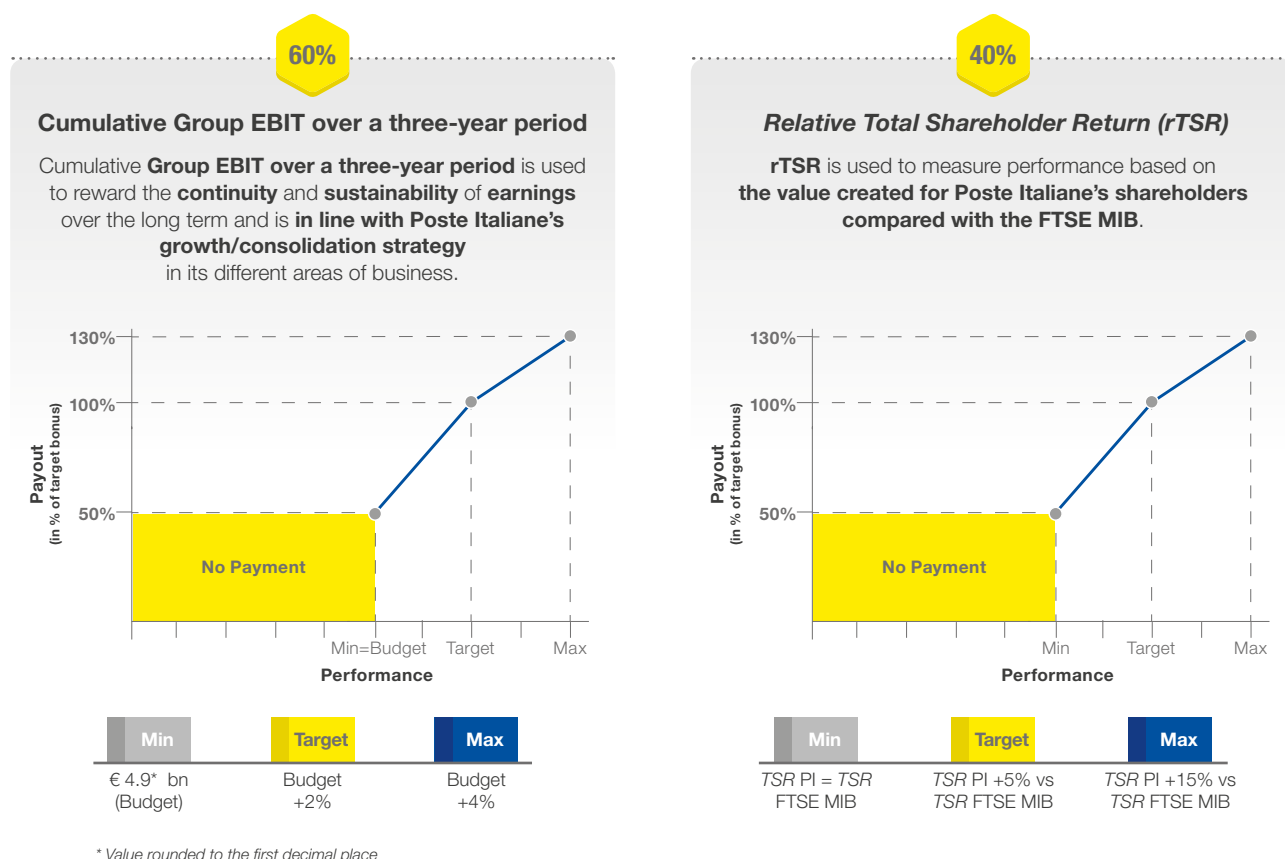 60%
Cumulative Group EBIT over a three-year period
Cumulative Group EBIT over a three-year period is used
to reward the continuity and sustainability of earnings
over the long term and is in line with Poste Italiane’s
growth/consolidation strategy
in its different areas of business.
130%
100%
50%
Payout
(in % of target bonus)
No Payment
Min=Budget Target Max
Performance
Min Target Max
€ 4.9* bn
(Budget)
Budget
+2%
Budget
+4%
* Value rounded to the first decimal place
40%
Relative Total Shareholder Return (rTSR)
rTSR is used to measure performance based on
the value created for Poste Italiane’s shareholders
compared with the FTSE MIB.
130%
100%
50%
Payout
(in % of target bonus)
No Payment
Min Target Max
Performance
Min Target Max
TSR PI = TSR
FTSE MIB
TSR PI +5% vs
TSR FTSE MIB
TSR PI +15% vs
TSR FTSE MIB